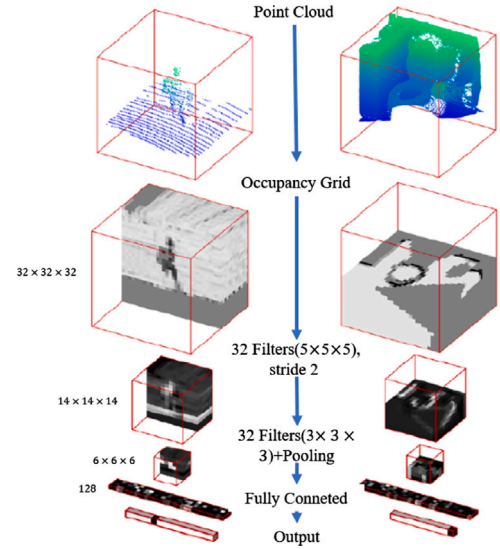 Point Cloud
Occupancy Grid
32 × 32 × 32
32 Filters(5×5×5),
stride 2
14 × 14 × 14
32 Filters(3× 3 ×
3)+Pooling
6 × 6 × 6
128
Fully Conneted
Output